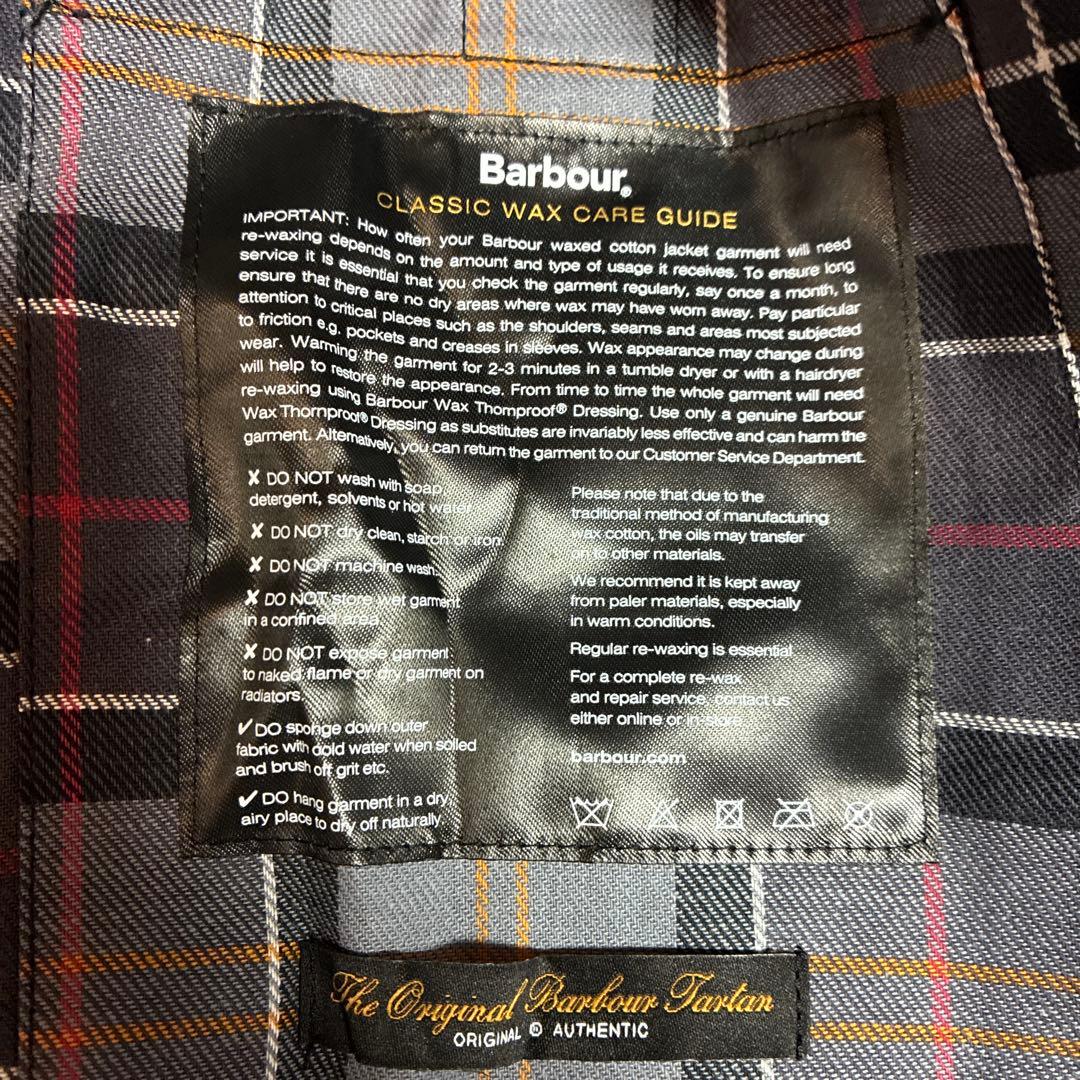 Barbour®
CLASSIC WAX CARE GUIDE
IMPORTANT: How often your Barbour waxed cotton jacket garment will need
re-waxing depends on the amount and type of usage it receives. To ensure long
service it is essential that you check the garment regularly, say once a month, to
ensure that there are no dry areas where wax may have worn away. Pay particular
attention to critical places such as the shoulders, seams and areas most subjected
to friction e.g. pockets and creases in sleeves. Wax appearance may change during
wear. Warming the garment for 2-3 minutes in a tumble dryer or with a hairdryer
will help to restore the appearance. From time to time the whole garment will need
re-waxing using Barbour Wax Thornproof® Dressing. Use only a genuine Barbour
Wax Thornproof® Dressing as substitutes are invariably less effective and can harm the
garment. Alternatively, you can return the garment to our Customer Service Department.
✘ DO NOT wash with soap,
detergent, solvents or hot water.
✘ DO NOT dry clean, starch or iron.
✘ DO NOT machine wash.
✘ DO NOT store wet garment
in a confined area.
✘ DO NOT expose garment
to naked flame or dry garment on
radiators.
✔ DO sponge down outer
fabric with cold water when soiled
and brush off grit etc.
✔ DO hang garment in a dry,
airy place to dry off naturally.
Please note that due to the
traditional method of manufacturing
wax cotton, the oils may transfer
on to other materials.
We recommend it is kept away
from paler materials, especially
in warm conditions.
Regular re-waxing is essential.
For a complete re-wax
and repair service, contact us
either online or in-store.
barbour.com
The Original Barbour Tartan
ORIGINAL ® AUTHENTIC